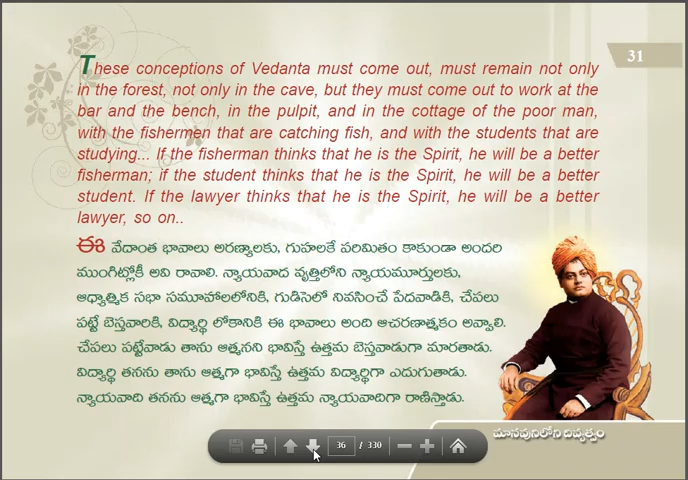 31
These conceptions of Vedanta must come out, must remain not only
in the forest, not only in the cave, but they must come out to work at the
bar and the bench, in the pulpit, and in the cottage of the poor man,
with the fishermen that are catching fish, and with the students that are
studying... If the fisherman thinks that he is the Spirit, he will be a better
fisherman; if the student thinks that he is the Spirit, he will be a better
student. If the lawyer thinks that he is the Spirit, he will be a better
lawyer, so on..
ఈ వేదాంత భావాలు అరణ్యాలకు, గుహలకే పరిమితం కాకుండా అందరి
ముంగిట్లోకీ అవి రావాలి. న్యాయవాద వృత్తిలోని న్యాయమూర్తులకు,
ఆధ్యాత్మిక సభా సమూహాలలోనికి, గుడిసెలో నివసించే పేదవాడికి, చేపలు
పట్టే బెస్తవారికి, విద్యార్థి లోకానికి ఈ భావాలు అంది ఆచరణాత్మకం అవ్వాలి.
చేపలు పట్టేవాడు తాను ఆత్మనని భావిస్తే ఉత్తమ బెస్తవాడుగా మారతాడు.
విద్యార్థి తనను తాను ఆత్మగా భావిస్తే ఉత్తమ విద్యార్థిగా ఎదుగుతాడు.
న్యాయవాది తనను ఆత్మగా భావిస్తే ఉత్తమ న్యాయవాదిగా రాణిస్తాడు.
మానవునిలోని దివ్యత్వం
36 / 330